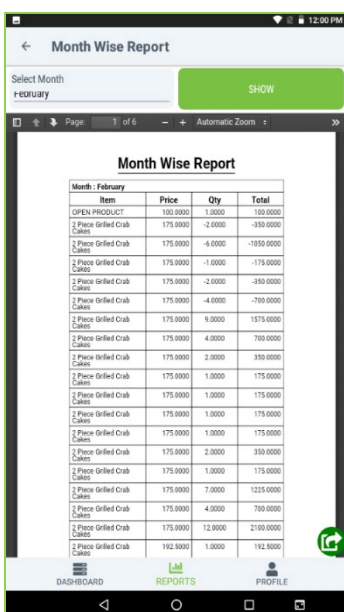 12:00 PM
Month Wise Report
Select Month
February
SHOW
Page: 1 of 6 − + Automatic Zoom
Month Wise Report
Month : February
Item Price Qty Total
OPEN PRODUCT 100.0000 1.0000 100.0000
2 Piece Grilled Crab 175.0000 -2.0000 -350.0000
Cakes
2 Piece Grilled Crab 175.0000 -6.0000 -1050.0000
Cakes
2 Piece Grilled Crab 175.0000 -1.0000 -175.0000
Cakes
2 Piece Grilled Crab 175.0000 -2.0000 -350.0000
Cakes
2 Piece Grilled Crab 175.0000 -4.0000 -700.0000
Cakes
2 Piece Grilled Crab 175.0000 9.0000 1575.0000
Cakes
2 Piece Grilled Crab 175.0000 4.0000 700.0000
Cakes
2 Piece Grilled Crab 175.0000 2.0000 350.0000
Cakes
2 Piece Grilled Crab 175.0000 1.0000 175.0000
Cakes
2 Piece Grilled Crab 175.0000 1.0000 175.0000
Cakes
2 Piece Grilled Crab 175.0000 1.0000 175.0000
Cakes
2 Piece Grilled Crab 175.0000 1.0000 175.0000
Cakes
2 Piece Grilled Crab 175.0000 2.0000 350.0000
Cakes
2 Piece Grilled Crab 175.0000 1.0000 175.0000
Cakes
2 Piece Grilled Crab 175.0000 7.0000 1225.0000
Cakes
2 Piece Grilled Crab 175.0000 4.0000 700.0000
Cakes
2 Piece Grilled Crab 175.0000 12.0000 2100.0000
Cakes
2 Piece Grilled Crab 192.5000 1.0000 192.5000
Cakes
DASHBOARD REPORTS PROFILE